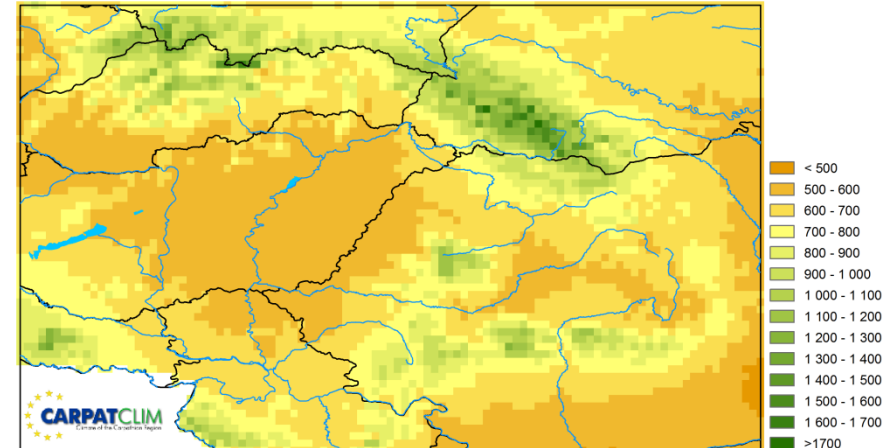 < 500
500 - 600
600 - 700
700 - 800
800 - 900
900 - 1 000
1 000 - 1 100
1 100 - 1 200
1 200 - 1 300
1 300 - 1 400
1 400 - 1 500
1 500 - 1 600
1 600 - 1 700
>1700
CARPATCLIM
Climate of the Carpathian Region